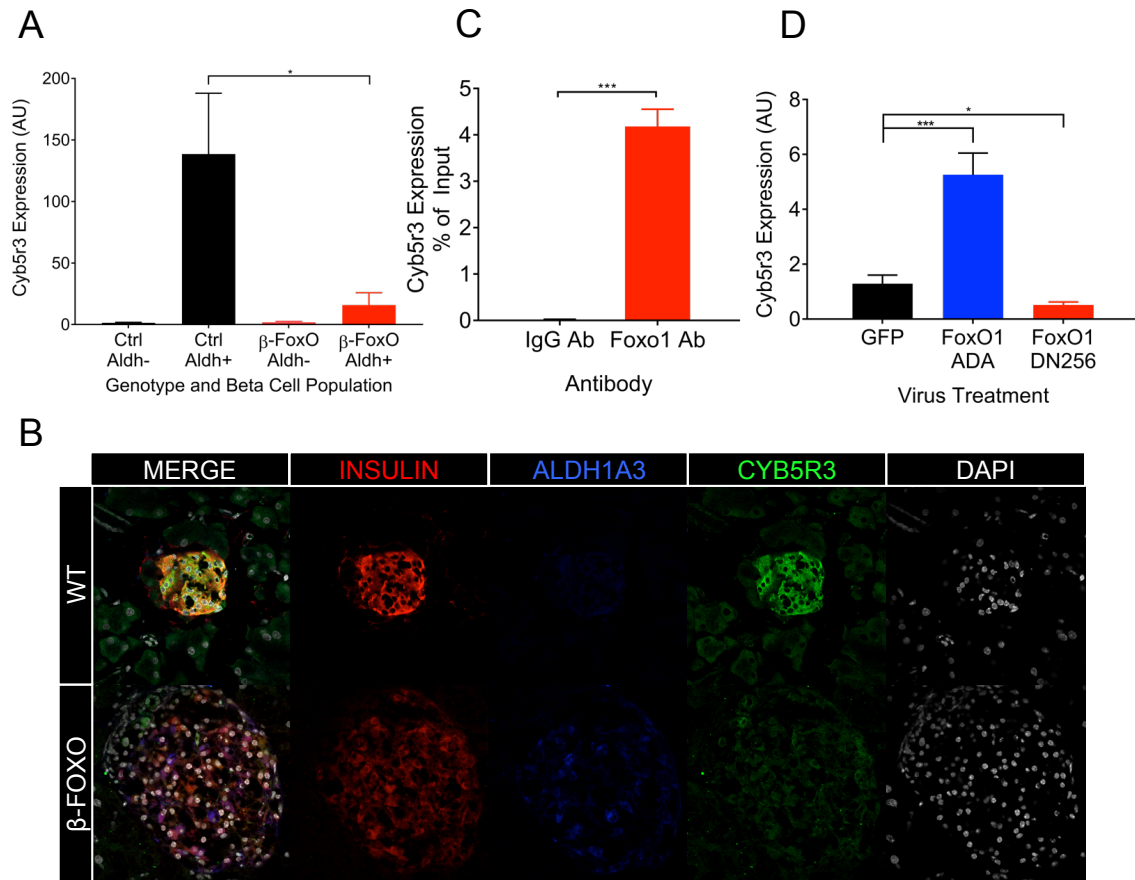 A
Cyb5r3 Expression (AU)
200
150
100
50
0
*
Ctrl Aldh-
Ctrl Aldh+
β-FoxO Aldh-
β-FoxO Aldh+
Genotype and Beta Cell Population
C
Cyb5r3 Expression
% of Input
5
4
3
2
1
0
***
IgG Ab
Foxo1 Ab
Antibody
D
Cyb5r3 Expression (AU)
8
6
4
2
0
*
***
GFP
FoxO1 ADA
FoxO1 DN256
Virus Treatment
B
MERGE
INSULIN
ALDH1A3
CYB5R3
DAPI
WT
β-FOXO